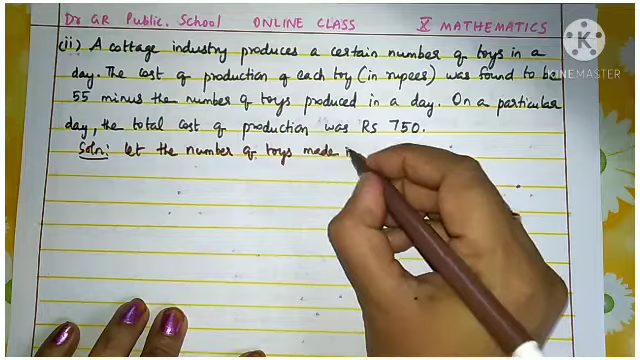 Dr GR Public School ONLINE CLASS X MATHEMATICS
(ii) A cottage industry produces a certain number of toys in a
day. The cost of production of each toy (in rupees) was found to be
55 minus the number of toys produced in a day. On a particular
day, the total cost of production was Rs 750.
Soln: let the number of toys made
K
KINEMASTER